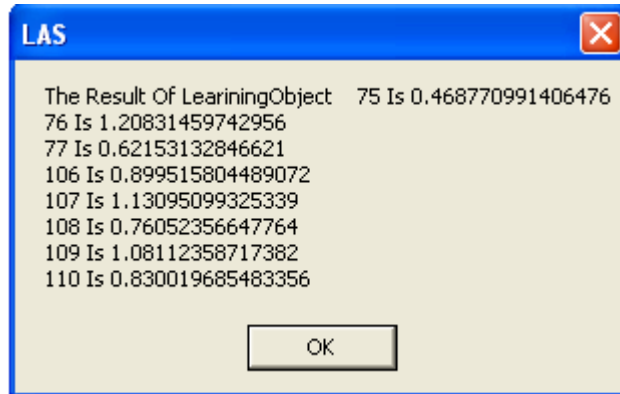 LAS
The Result Of LeariningObject 75 Is 0.468770991406476
76 Is 1.20831459742956
77 Is 0.62153132846621
106 Is 0.899515804489072
107 Is 1.13095099325339
108 Is 0.76052356647764
109 Is 1.08112358717382
110 Is 0.830019685483356
OK